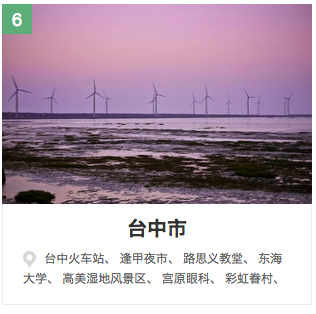 6
台中市
台中火车站、 逢甲夜市、 路思义教堂、 东海
大学、 高美湿地风景区、 宫原眼科、 彩虹眷村、